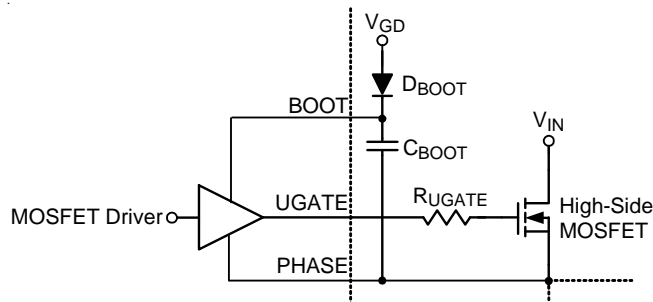 VGD
DBOOT
BOOT
VIN
CBOOT
UGATE
RUGATE
MOSFET Driver
High-Side
MOSFET
PHASE